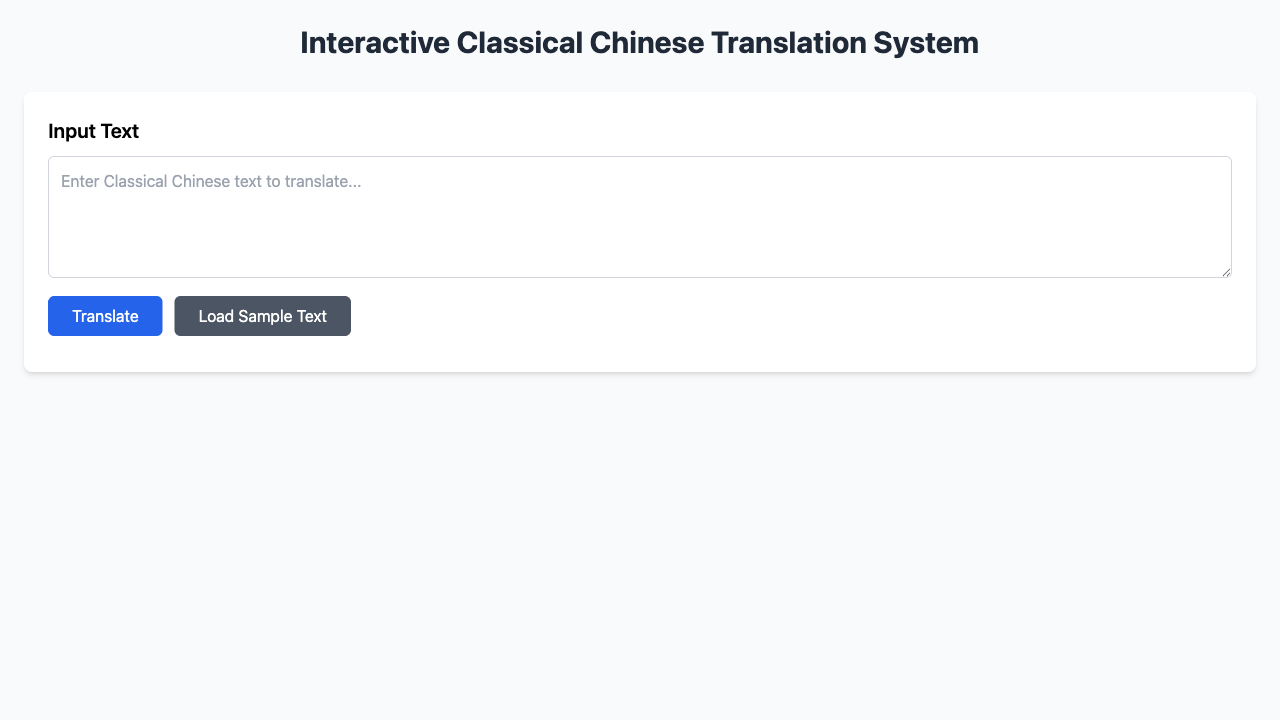 Interactive Classical Chinese Translation System
Input Text
Enter Classical Chinese text to translate...
Translate
Load Sample Text